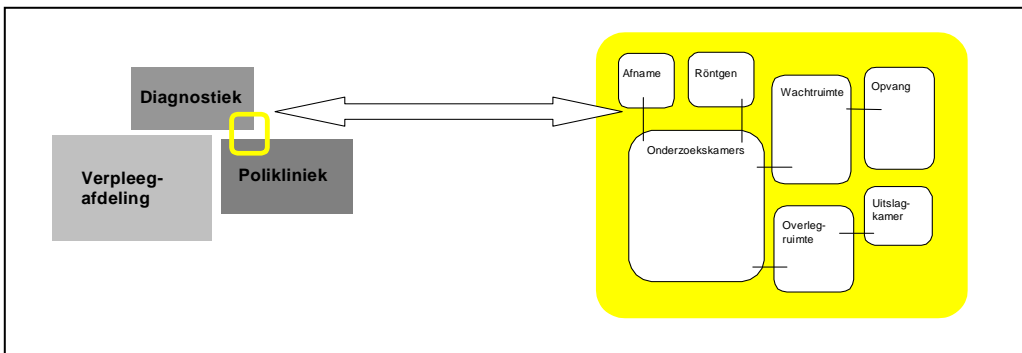 Diagnostiek
Verpleeg-
afdeling
Polikliniek
Afname
Röntgen
Wachtruimte
Opvang
Onderzoekskamers
Overleg-
ruimte
Uitslag-
kamer